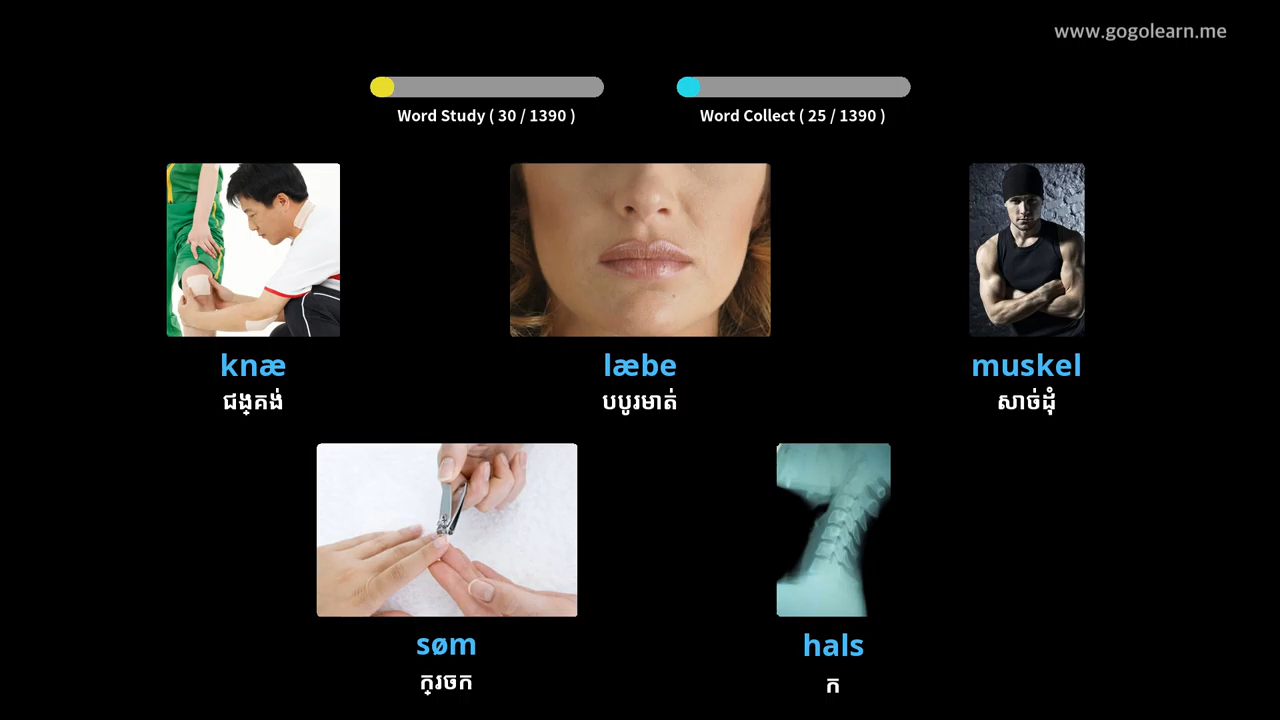 www.gogolearn.me
Word Study ( 30 / 1390 )
Word Collect ( 25 / 1390 )
knæ
læbe
muskel
ជង្គង់
បបូរមាត់
សាច់ដុំ
søm
hals
ក្រចក
ក